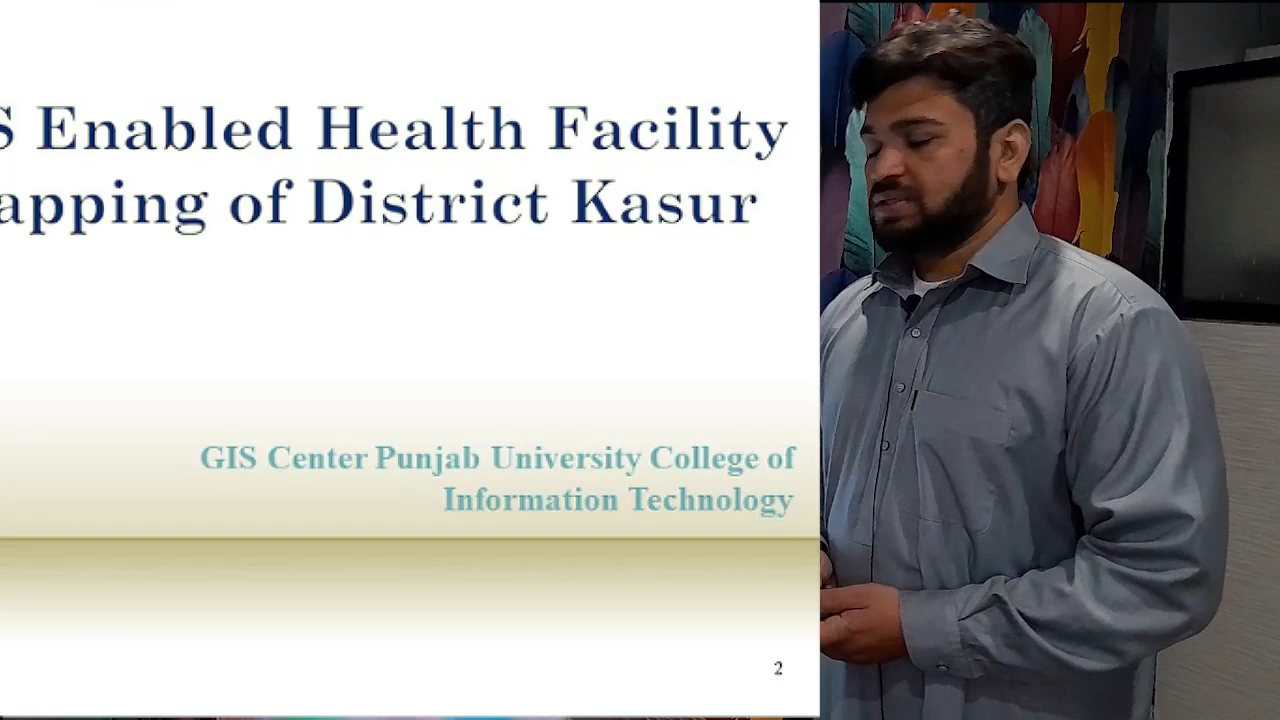 S Enabled Health Facility
apping of District Kasur
GIS Center Punjab University College of
Information Technology
2